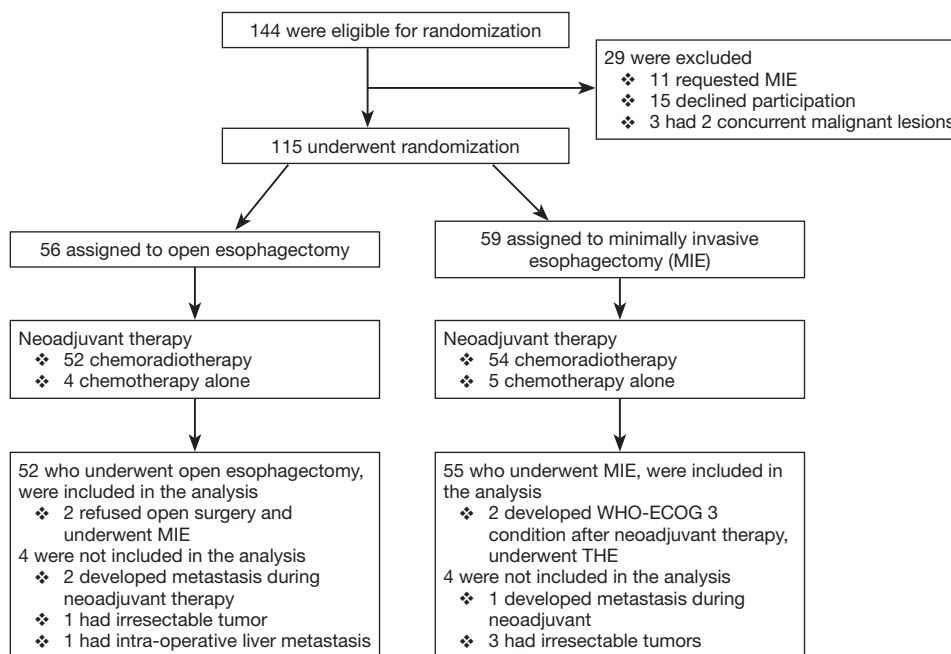 144 were eligible for randomization
29 were excluded
❖ 11 requested MIE
❖ 15 declined participation
❖ 3 had 2 concurrent malignant lesions
115 underwent randomization
56 assigned to open esophagectomy
59 assigned to minimally invasive
esophagectomy (MIE)
Neoadjuvant therapy
❖ 52 chemoradiotherapy
❖ 4 chemotherapy alone
Neoadjuvant therapy
❖ 54 chemoradiotherapy
❖ 5 chemotherapy alone
52 who underwent open esophagectomy,
were included in the analysis
❖ 2 refused open surgery and
underwent MIE
4 were not included in the analysis
❖ 2 developed metastasis during
neoadjuvant therapy
❖ 1 had irresectable tumor
❖ 1 had intra-operative liver metastasis
55 who underwent MIE, were included in
the analysis
❖ 2 developed WHO-ECOG 3
condition after neoadjuvant therapy,
underwent THE
4 were not included in the analysis
❖ 1 developed metastasis during
neoadjuvant
❖ 3 had irresectable tumors